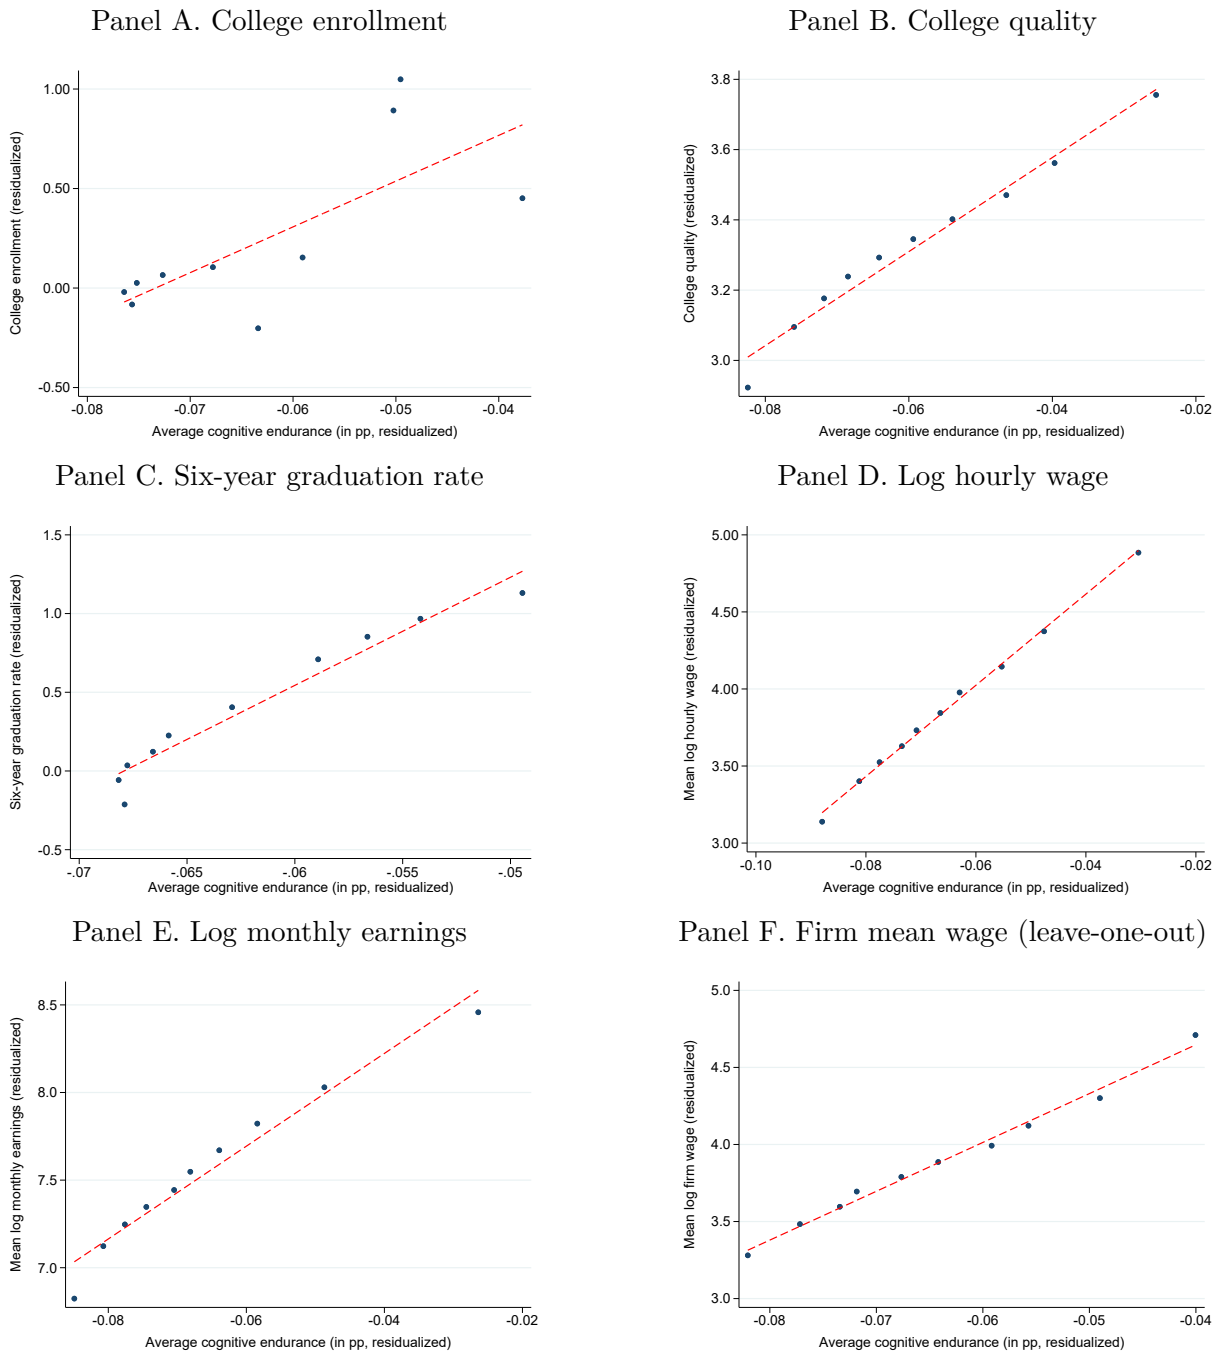 Panel A. College enrollment
College enrollment (residualized)
1.00
0.50
0.00
-0.50
-0.08 -0.07 -0.06 -0.05 -0.04
Average cognitive endurance (in pp, residualized)
Panel B. College quality
College quality (residualized)
3.8
3.6
3.4
3.2
3.0
-0.08 -0.06 -0.04 -0.02
Average cognitive endurance (in pp, residualized)
Panel C. Six-year graduation rate
Six-year graduation rate (residualized)
1.5
1.0
0.5
0.0
-0.5
-.07 -.065 -.06 -.055 -.05
Average cognitive endurance (in pp, residualized)
Panel D. Log hourly wage
Mean log hourly wage (residualized)
5.00
4.50
4.00
3.50
3.00
-0.10 -0.08 -0.06 -0.04 -0.02
Average cognitive endurance (in pp, residualized)
Panel E. Log monthly earnings
Mean log monthly earnings (residualized)
8.5
8.0
7.5
7.0
-0.08 -0.06 -0.04 -0.02
Average cognitive endurance (in pp, residualized)
Panel F. Firm mean wage (leave-one-out)
Mean log firm wage (residualized)
5.0
4.5
4.0
3.5
3.0
-0.08 -0.07 -0.06 -0.05 -0.04
Average cognitive endurance (in pp, residualized)